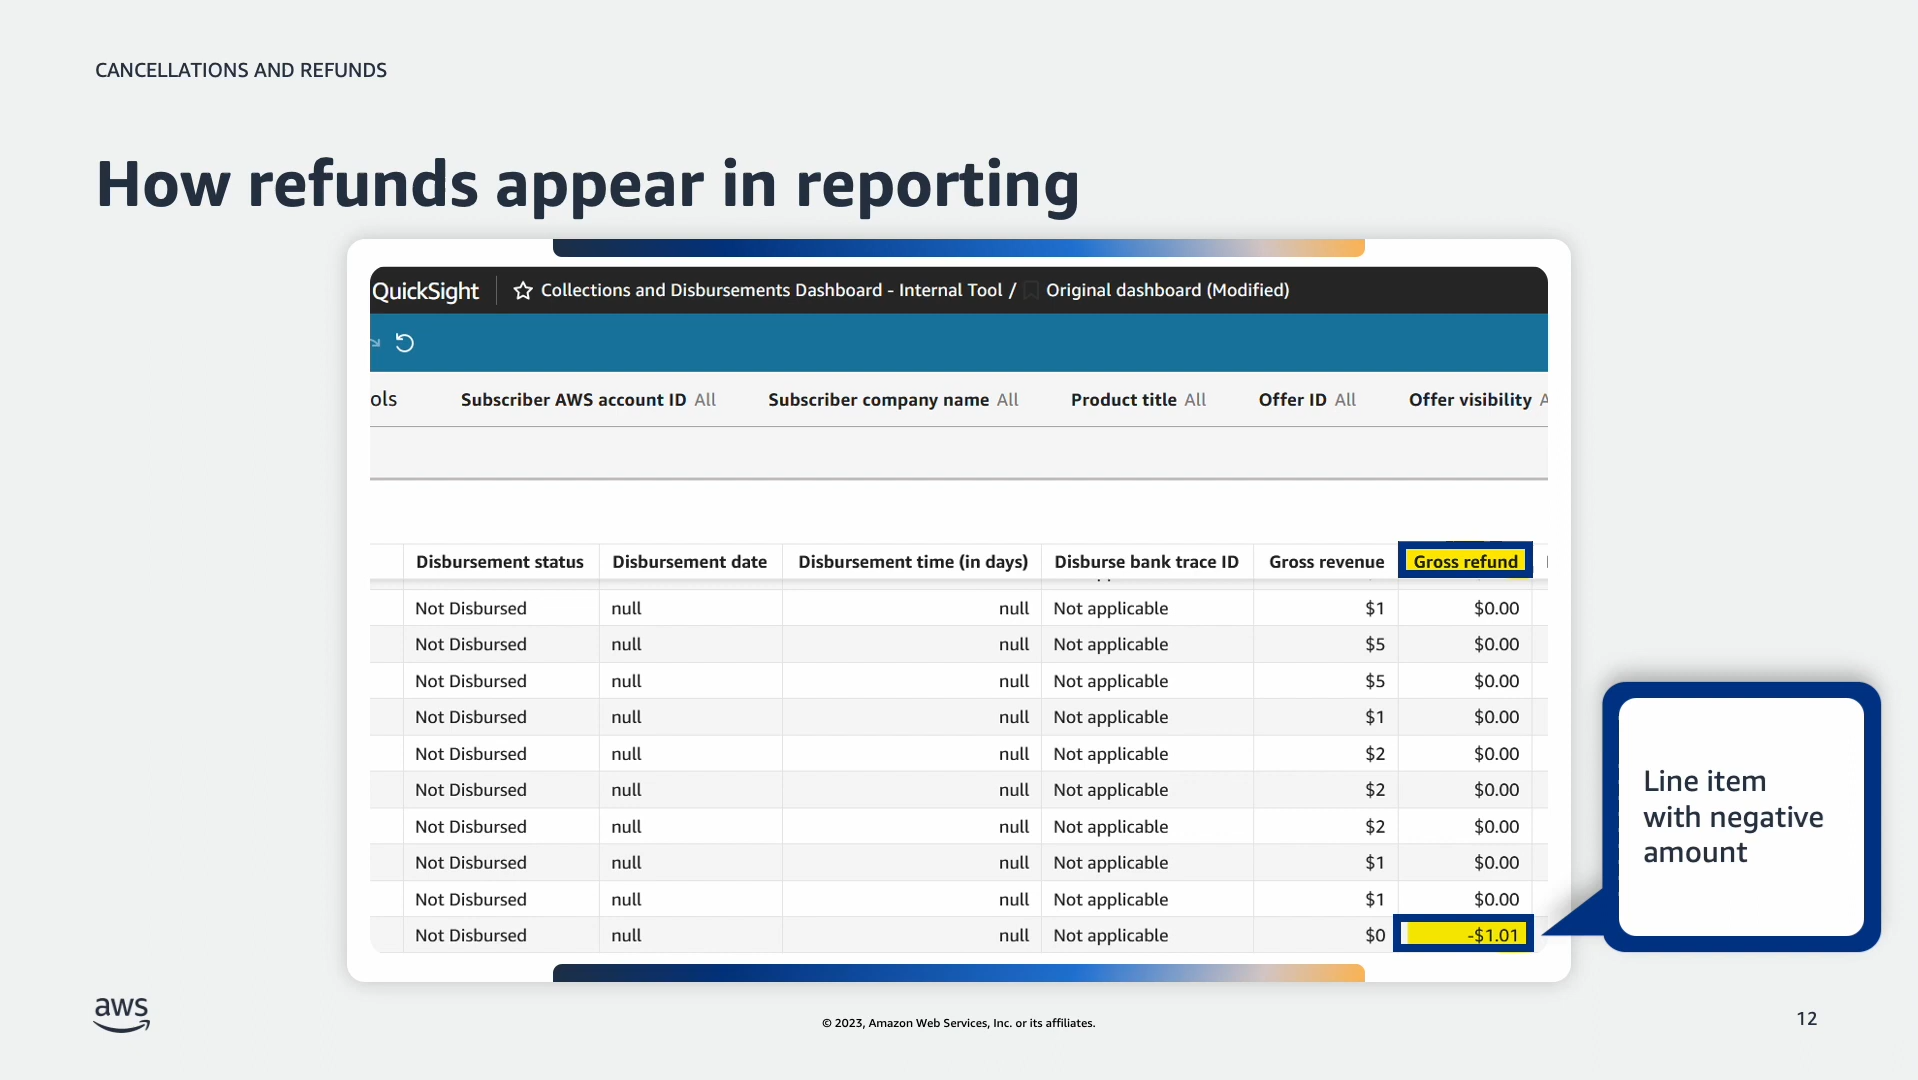 CANCELLATIONS AND REFUNDS
How refunds appear in reporting
QuickSight Collections and Disbursements Dashboard - Internal Tool / Original dashboard (Modified)
ols Subscriber AWS account ID All Subscriber company name All Product title All Offer ID All Offer visibility A
Disbursement status Disbursement date Disbursement time (in days) Disburse bank trace ID Gross revenue Gross refund
Not Disbursed null null Not applicable $1 $0.00
Not Disbursed null null Not applicable $5 $0.00
Not Disbursed null null Not applicable $5 $0.00
Not Disbursed null null Not applicable $1 $0.00
Not Disbursed null null Not applicable $2 $0.00
Not Disbursed null null Not applicable $2 $0.00
Not Disbursed null null Not applicable $2 $0.00
Not Disbursed null null Not applicable $1 $0.00
Not Disbursed null null Not applicable $1 $0.00
Not Disbursed null null Not applicable $0 -$1.01
Line item
with negative
amount
aws
© 2023, Amazon Web Services, Inc. or its affiliates.
12